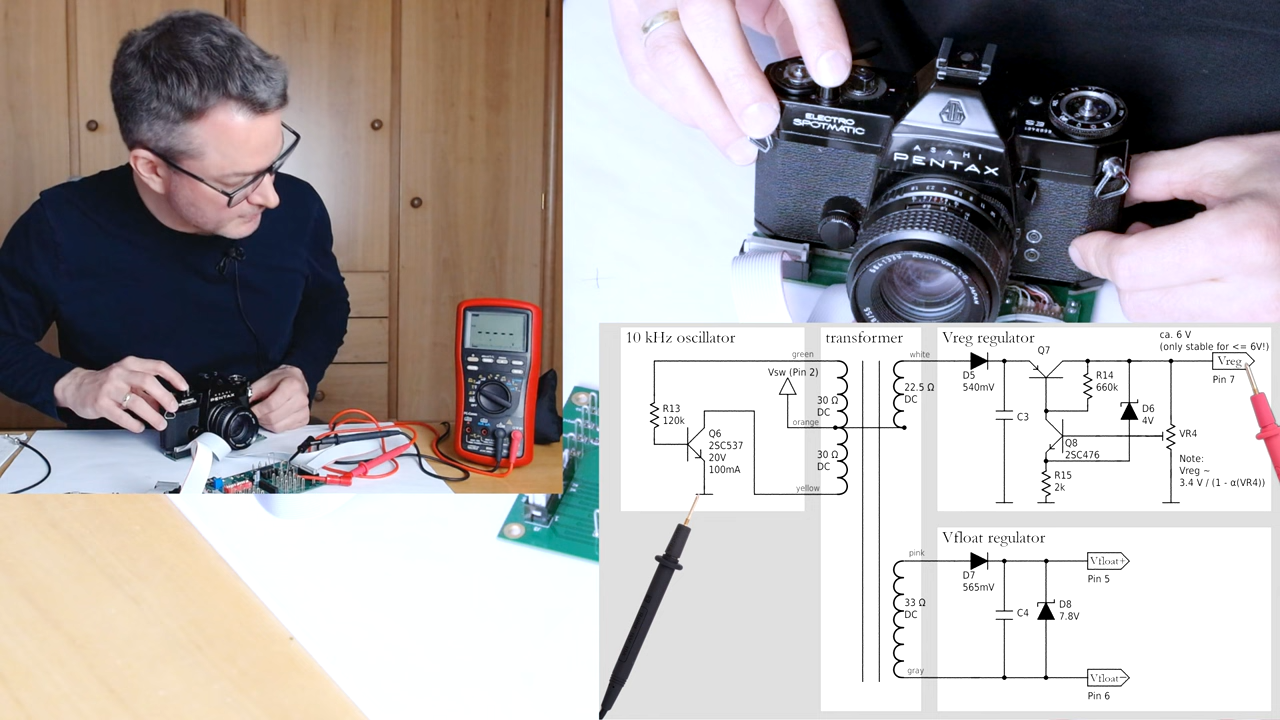 ELECTRO
SPOTMATIC
ASAHI
PENTAX
PENTAX
10 kHz oscillator
R13
120k
Q6
2SC537
20V
100mA
transformer
green
Vsw (Pin 2)
30 Ω
DC
orange
30 Ω
DC
yellow
white
22.5 Ω
DC
pink
33 Ω
DC
gray
Vreg regulator
ca. 6 V
(only stable for <= 6V!)
D5
540mV
Q7
C3
R14
660k
D6
4V
Q8
2SC476
R15
2k
VR4
Vreg
Pin 7
Note:
Vreg ~
3.4 V / (1 - α(VR4))
Vfloat regulator
D7
565mV
C4
D8
7.8V
Vfloat+
Pin 5
Vfloat-
Pin 6